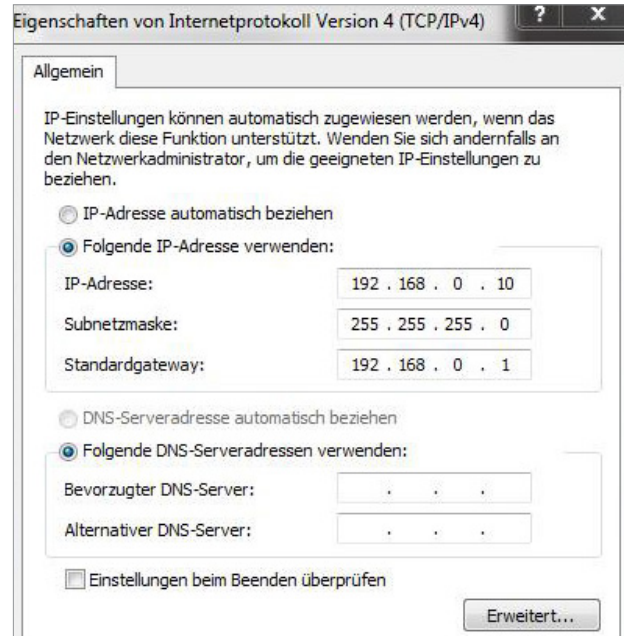 Eigenschaften von Internetprotokoll Version 4 (TCP/IPv4)
? x
Allgemein
IP-Einstellungen können automatisch zugewiesen werden, wenn das
Netzwerk diese Funktion unterstützt. Wenden Sie sich andernfalls an
den Netzwerkadministrator, um die geeigneten IP-Einstellungen zu
beziehen.
IP-Adresse automatisch beziehen
Folgende IP-Adresse verwenden:
IP-Adresse: 192 . 168 . 0 . 10
Subnetzmaske: 255 . 255 . 255 . 0
Standardgateway: 192 . 168 . 0 . 1
DNS-Serveradresse automatisch beziehen
Folgende DNS-Serveradressen verwenden:
Bevorzugter DNS-Server: . . .
Alternativer DNS-Server: . . .
Einstellungen beim Beenden überprüfen
Erweitert...